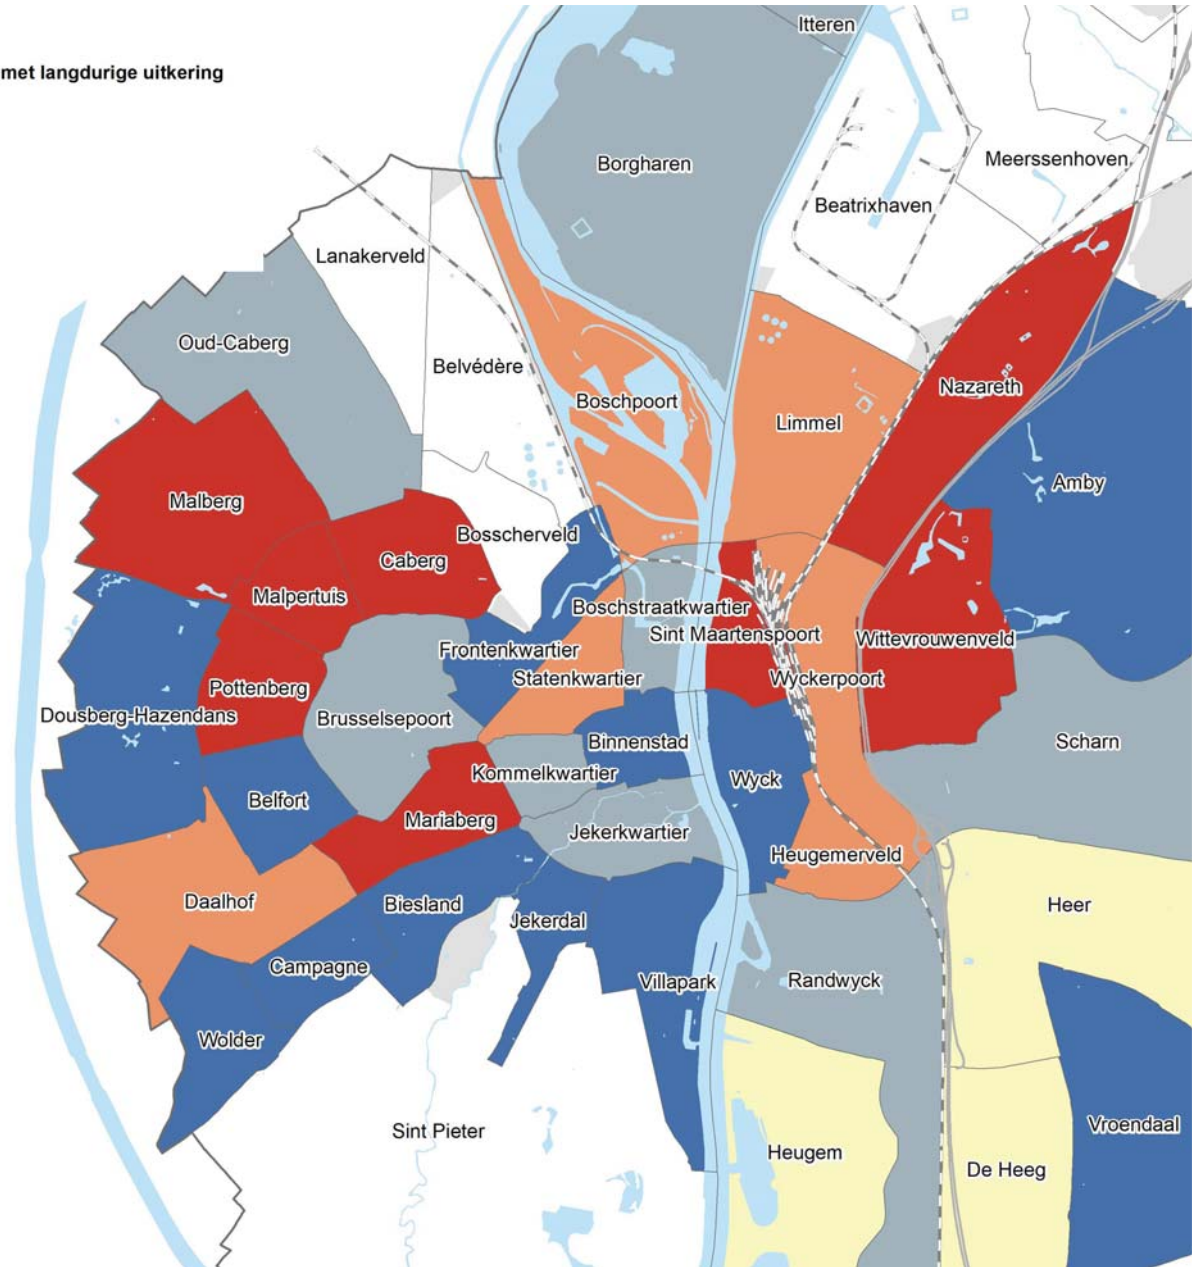 Itteren
met langdurige uitkering
Borgharen
Meerssenhoven
Beatrixhaven
Lanakerveld
Oud-Caberg
Belvédère
Nazareth
Boschpoort
Limmel
Amby
Malberg
Bosscherveld
Caberg
Malpertuis
Boschstraatkwartier
Sint Maartenspoort
Wittevrouwenveld
Frontenkwartier
Statenkwartier
Wyckerpoort
Pottenberg
Dousberg-Hazendans
Brusselsepoort
Binnenstad
Scharn
Kommelkwartier
Wyck
Belfort
Mariaberg
Jekerkwartier
Heugemerveld
Daalhof
Biesland
Heer
Jekerdal
Campagne
Villapark
Randwyck
Wolder
Sint Pieter
Vroendaal
Heugem
De Heeg